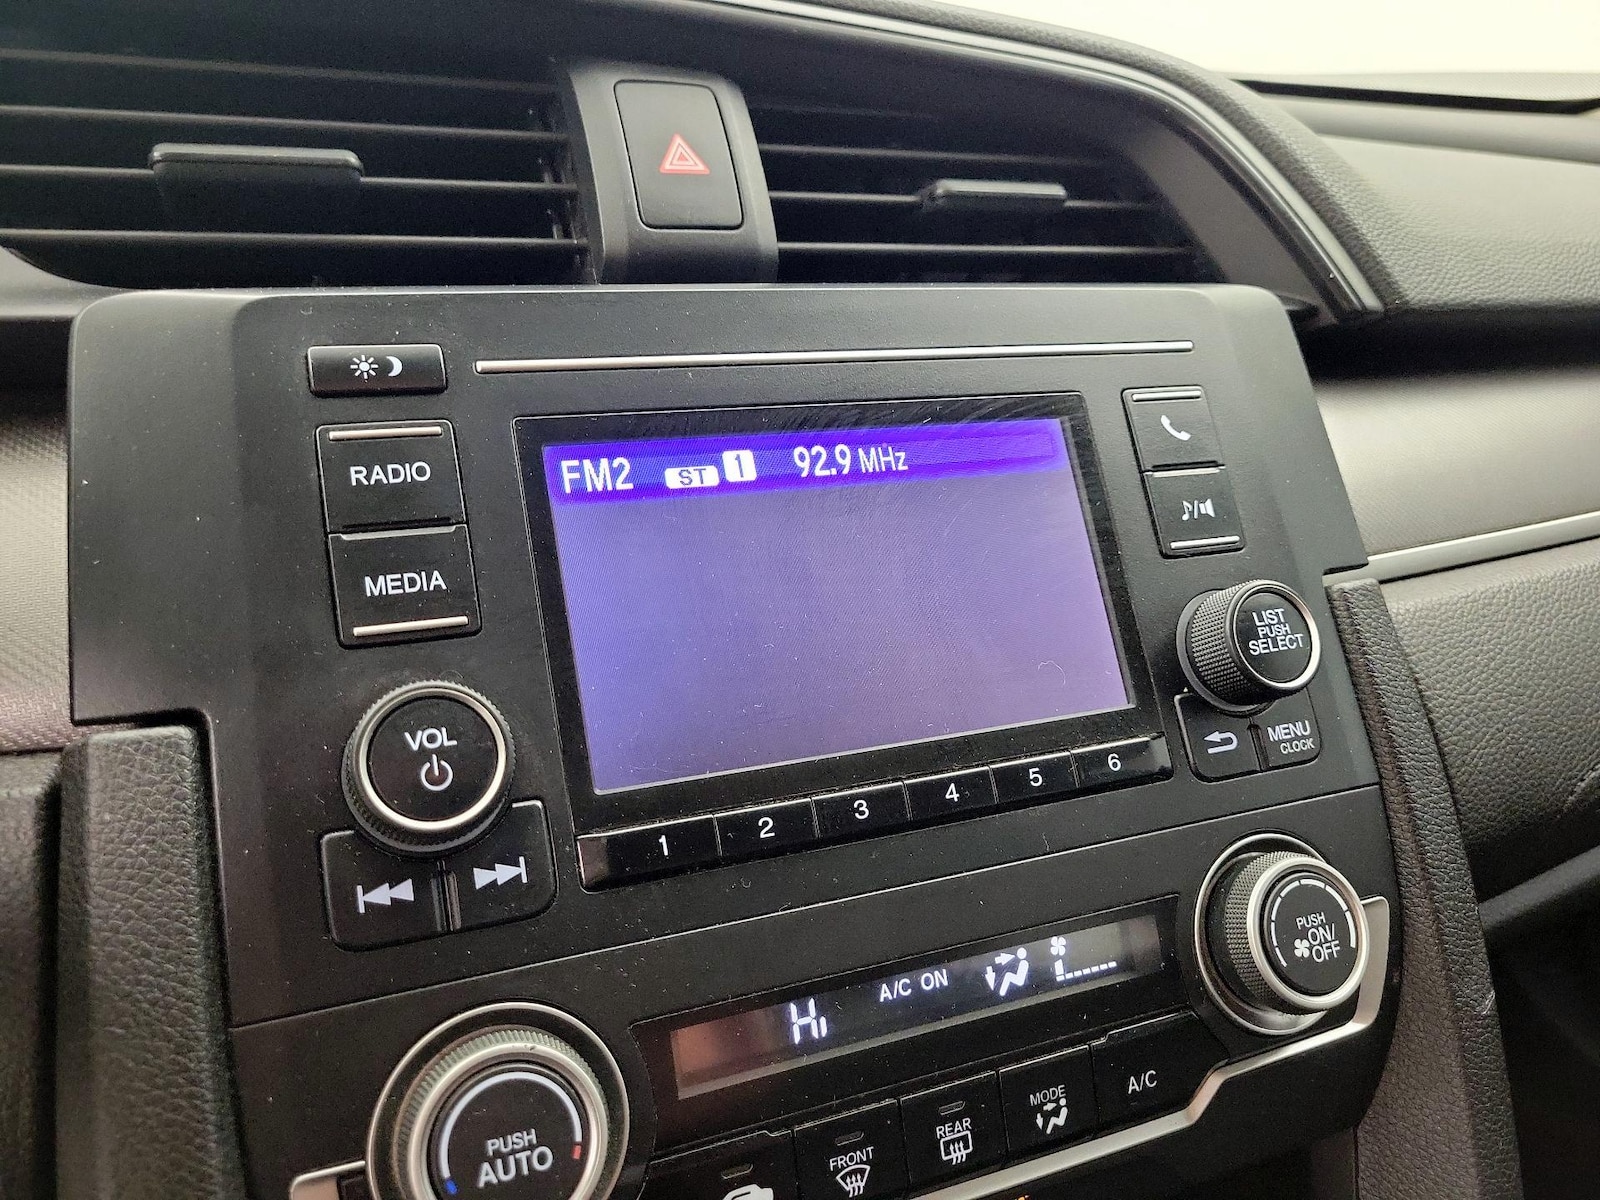 RADIO
MEDIA
VOL
FM2 ST 1 92.9 MHz
LIST
PUSH
SELECT
MENU
CLOCK
1 2 3 4 5 6
Hi A/C ON
PUSH
ON/
OFF
PUSH
AUTO
FRONT
REAR
MODE
A/C